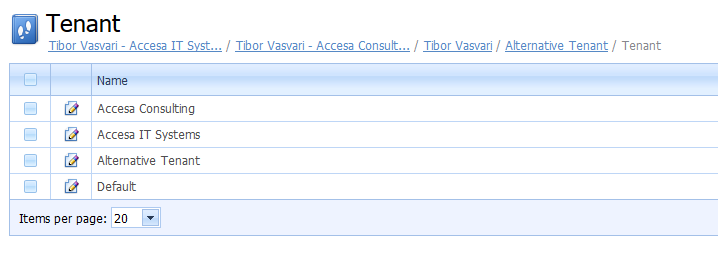 Tenant
Tibor Vasvari - Accesa IT Syst... / Tibor Vasvari - Accesa Consult... / Tibor Vasvari / Alternative Tenant / Tenant
Name
Accesa Consulting
Accesa IT Systems
Alternative Tenant
Default
Items per page: 20